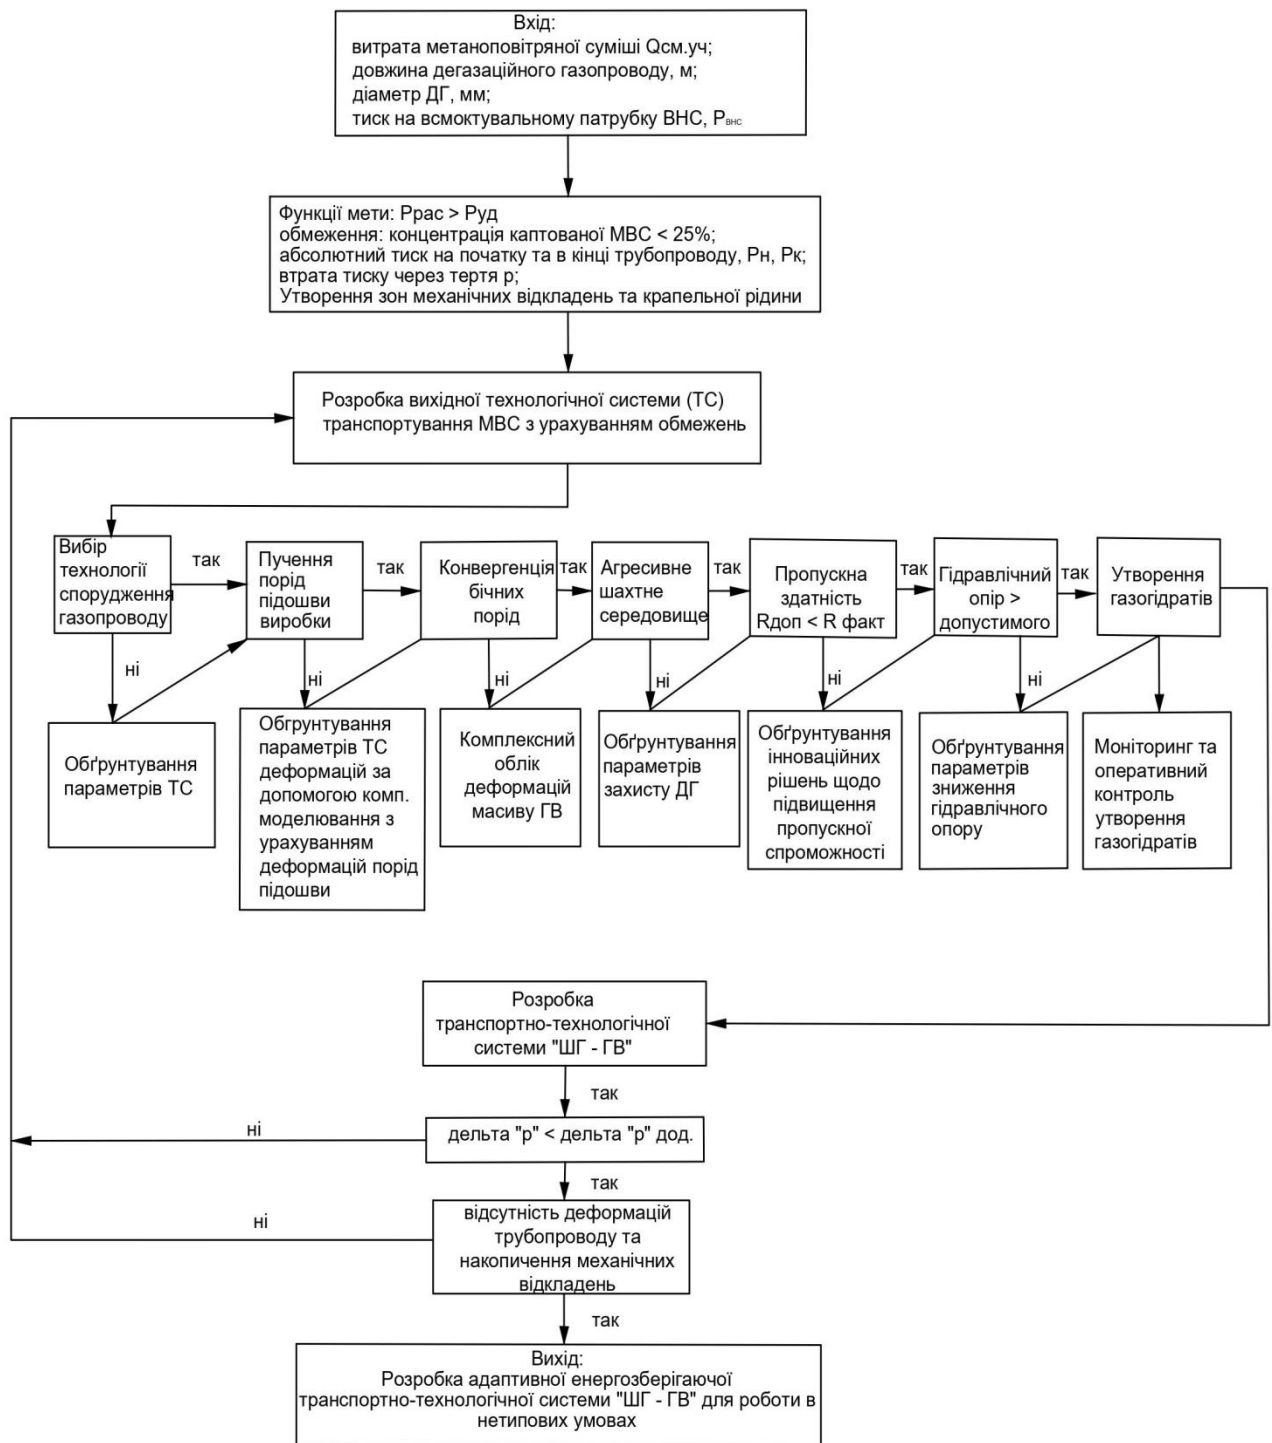 Вхід:
витрата метаноповітряної суміші Qсм.уч;
довжина дегазаційного газопроводу, м;
діаметр ДГ, мм;
тиск на всмоктувальному патрубку ВНС, Рвнс
Функції мети: Ррас > Руд
обмеження: концентрація каптованої МВС < 25%;
абсолютний тиск на початку та в кінці трубопроводу, Рн, Рк;
втрата тиску через тертя р;
Утворення зон механічних відкладень та крапельної рідини
Розробка вихідної технологічної системи (ТС)
транспортування МВС з урахуванням обмежень
Вибір
технології
спорудження
газопроводу
так
Пучення
порід
підошви
виробки
так
Конвергенція
бічних
порід
так
Агресивне
шахтне
середовище
так
Пропускна
здатність
Rдоп < R факт
так
Гідравлічний
опір >
допустимого
так
Утворення
газогідратів
ні
ні
ні
ні
ні
ні
Обґрунтування
параметрів ТС
Обгрунтування
параметрів ТС
деформацій за
допомогою комп.
моделювання з
урахуванням
деформацій порід
підошви
Комплексний
облік
деформацій
масиву ГВ
Обґрунтування
параметрів
захисту ДГ
Обґрунтування
інноваційних
рішень щодо
підвищення
пропускної
спроможності
Обґрунтування
параметрів
зниження
гідравлічного
опору
Моніторинг та
оперативний
контроль
утворення
газогідратів
Розробка
транспортно-технологічної
системи "ШГ - ГВ"
так
ні
дельта "р" < дельта "р" дод.
так
ні
відсутність деформацій
трубопроводу та
накопичення механічних
відкладень
так
Вихід:
Розробка адаптивної енергозберігаючої
транспортно-технологічної системи "ШГ - ГВ" для роботи в
нетипових умовах